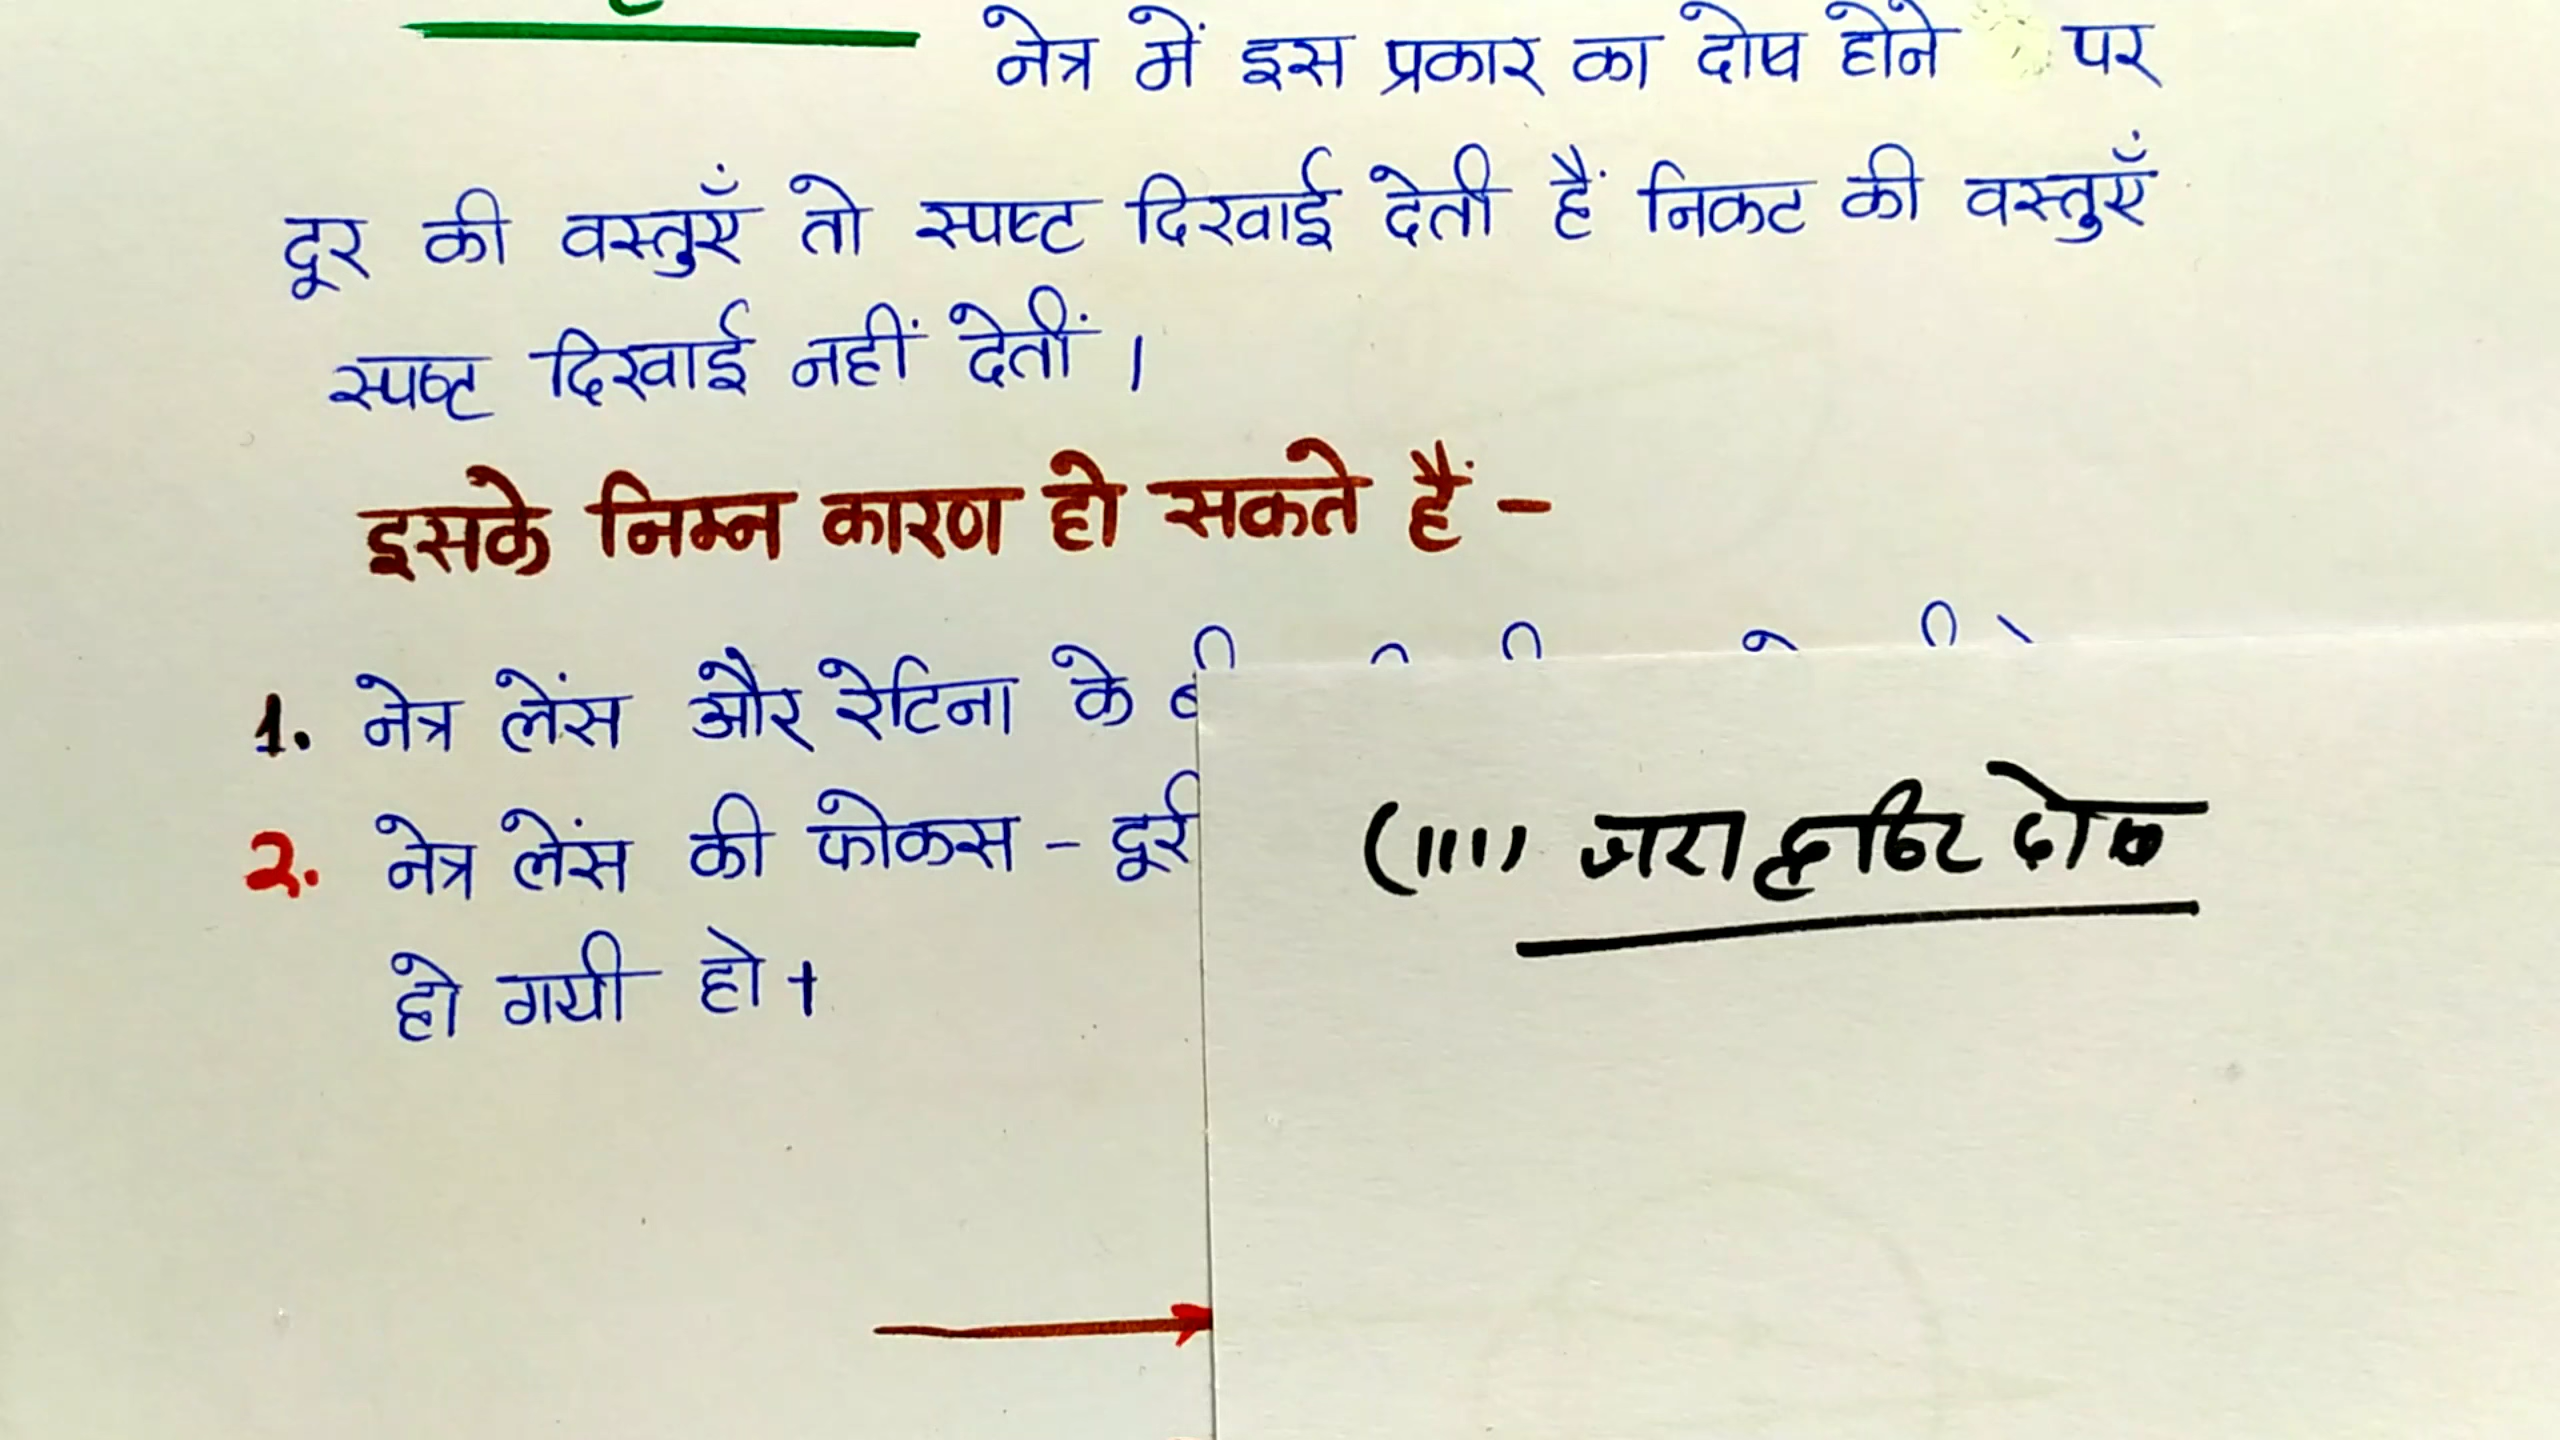 नेत्र में इस प्रकार का दोष होने पर
दूर की वस्तुएँ तो स्पष्ट दिखाई देती हैं निकट की वस्तुएँ
स्पष्ट दिखाई नहीं देतीं ।
इसके निम्न कारण हो सकते हैं -
1. नेत्र लेंस और रेटिना के
2. नेत्र लेंस की फोकस -
हो गयी हो ।
(iii) जरा दृष्टि दोष